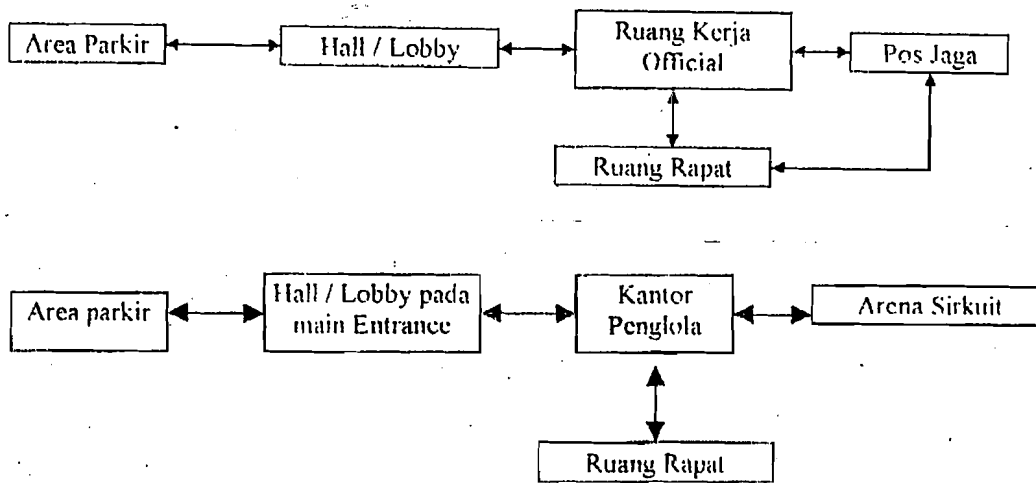 Area Parkir
Hall / Lobby
Ruang Kerja
Official
Pos Jaga
Ruang Rapat
Area parkir
Hall / Lobby pada
main Entrance
Kantor
Penglola
Arena Sirkuit
Ruang Rapat